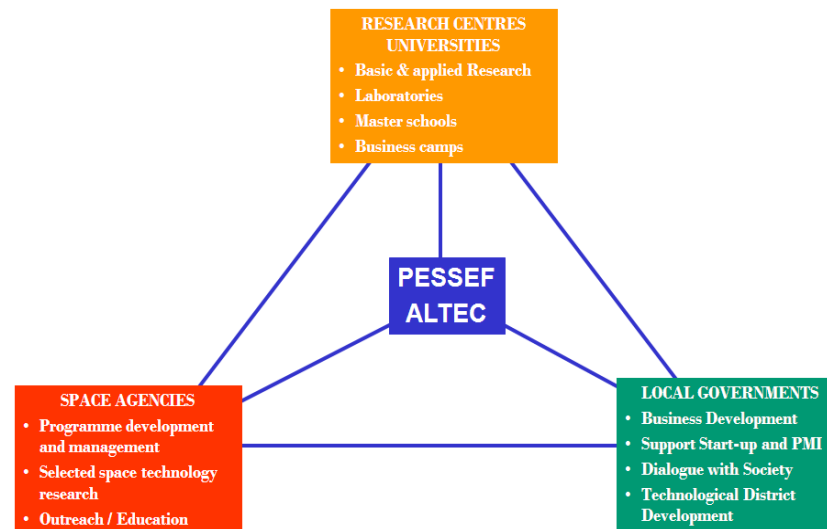 RESEARCH CENTRES
UNIVERSITIES
• Basic & applied Research
• Laboratories
• Master schools
• Business camps
PESSEF
ALTEC
SPACE AGENCIES
• Programme development
and management
• Selected space technology
research
• Outreach / Education
LOCAL GOVERNMENTS
• Business Development
• Support Start-up and PMI
• Dialogue with Society
• Technological District
Development